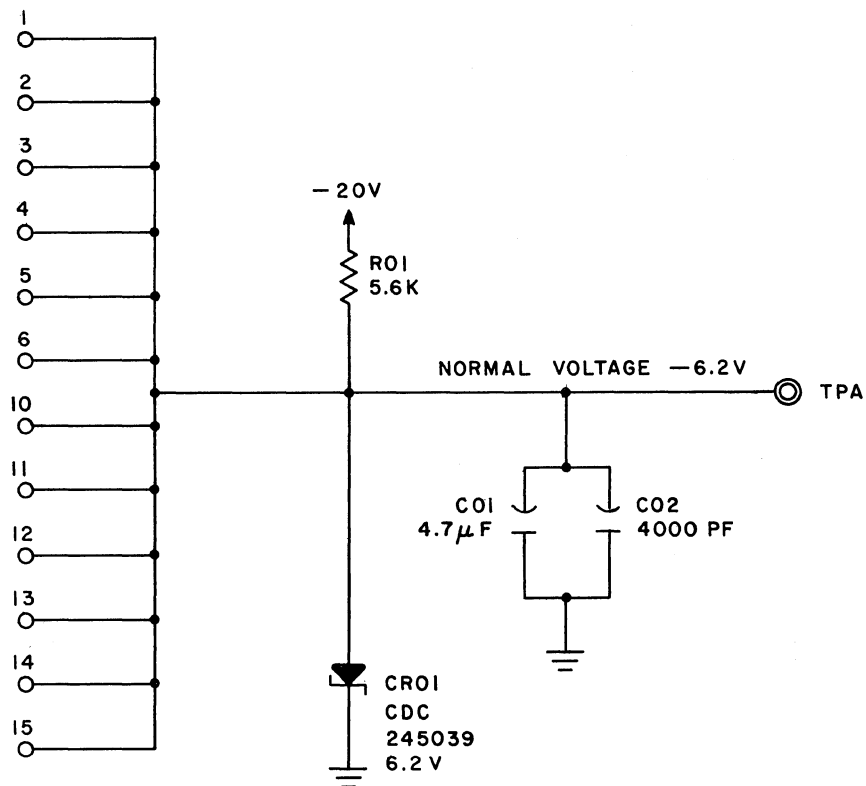 1
2
3
4
5
6
10
11
12
13
14
15
−20V
R01
5.6K
NORMAL VOLTAGE −6.2V
TPA
C01
4.7µF
C02
4000 PF
CR01
CDC
245039
6.2V